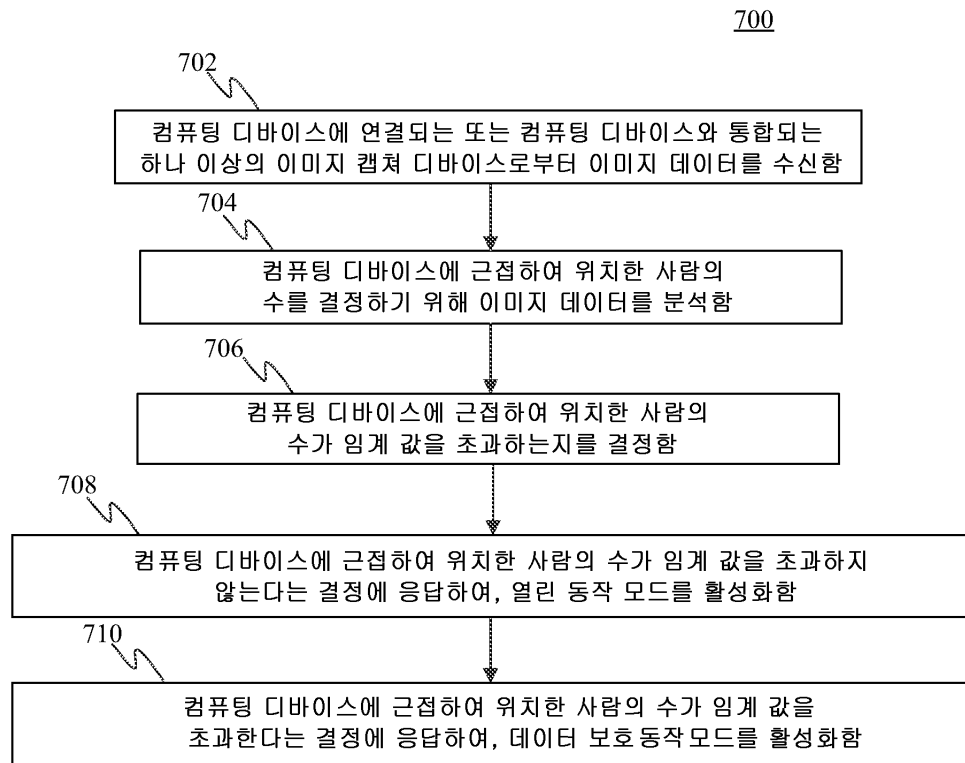 700
702
컴퓨팅 디바이스에 연결되는 또는 컴퓨팅 디바이스와 통합되는
하나 이상의 이미지 캡쳐 디바이스로부터 이미지 데이터를 수신함
704
컴퓨팅 디바이스에 근접하여 위치한 사람의
수를 결정하기 위해 이미지 데이터를 분석함
706
컴퓨팅 디바이스에 근접하여 위치한 사람의
수가 임계 값을 초과하는지를 결정함
708
컴퓨팅 디바이스에 근접하여 위치한 사람의 수가 임계 값을 초과하지
않는다는 결정에 응답하여, 열린 동작 모드를 활성화함
710
컴퓨팅 디바이스에 근접하여 위치한 사람의 수가 임계 값을
초과한다는 결정에 응답하여, 데이터 보호 동작 모드를 활성화함